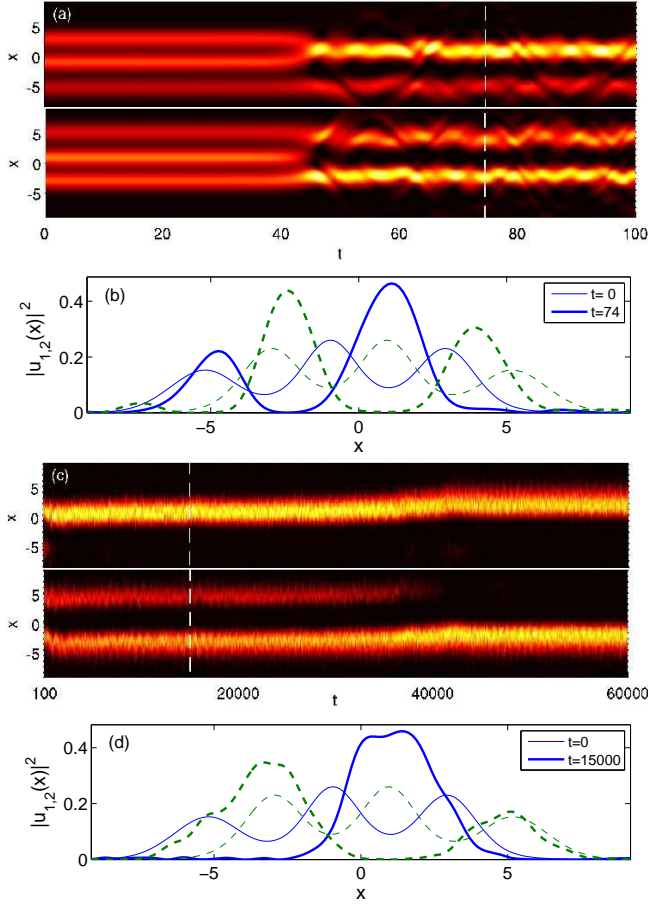 (a)
5
0
-5
x
5
0
-5
x
0 20 40 60 80 100
t
(b)
t= 0
t=74
0.4
0.2
0
|u1,2(x)|²
−5 0 5
x
(c)
5
0
-5
x
5
0
-5
x
100 20000 40000 60000
t
(d)
t=0
t=15000
0.4
0.2
0
|u1,2(x)|²
−5 0 5
x